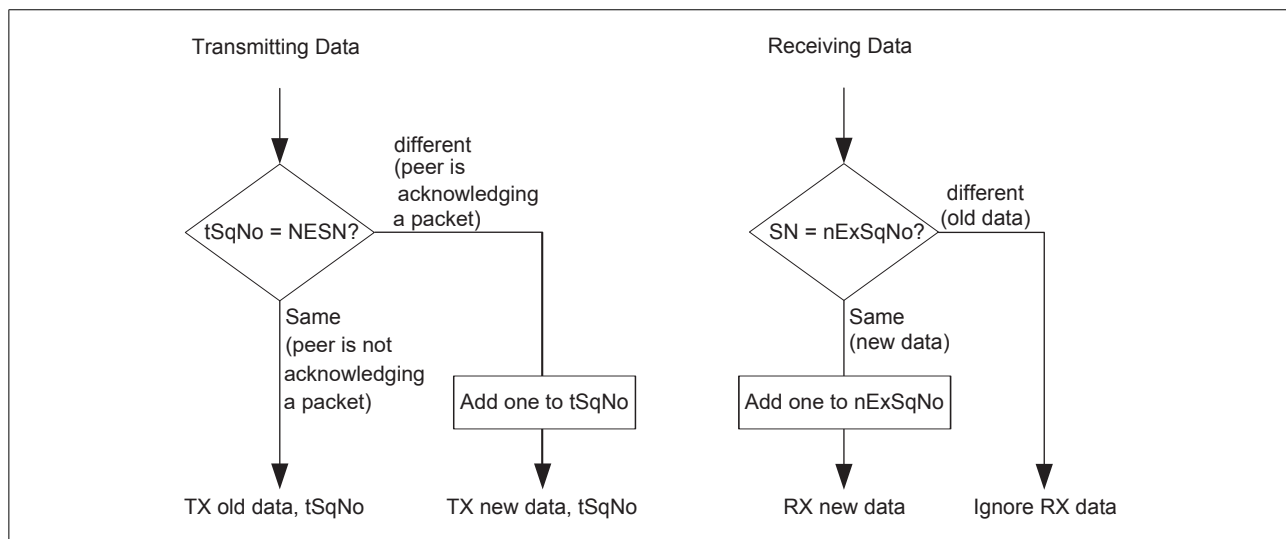 Transmitting Data
different
(peer is
acknowledging
a packet)
tSqNo = NESN?
Same
(peer is not
acknowledging
a packet)
Add one to tSqNo
TX old data, tSqNo
TX new data, tSqNo
Receiving Data
different
(old data)
SN = nExSqNo?
Same
(new data)
Add one to nExSqNo
RX new data
Ignore RX data